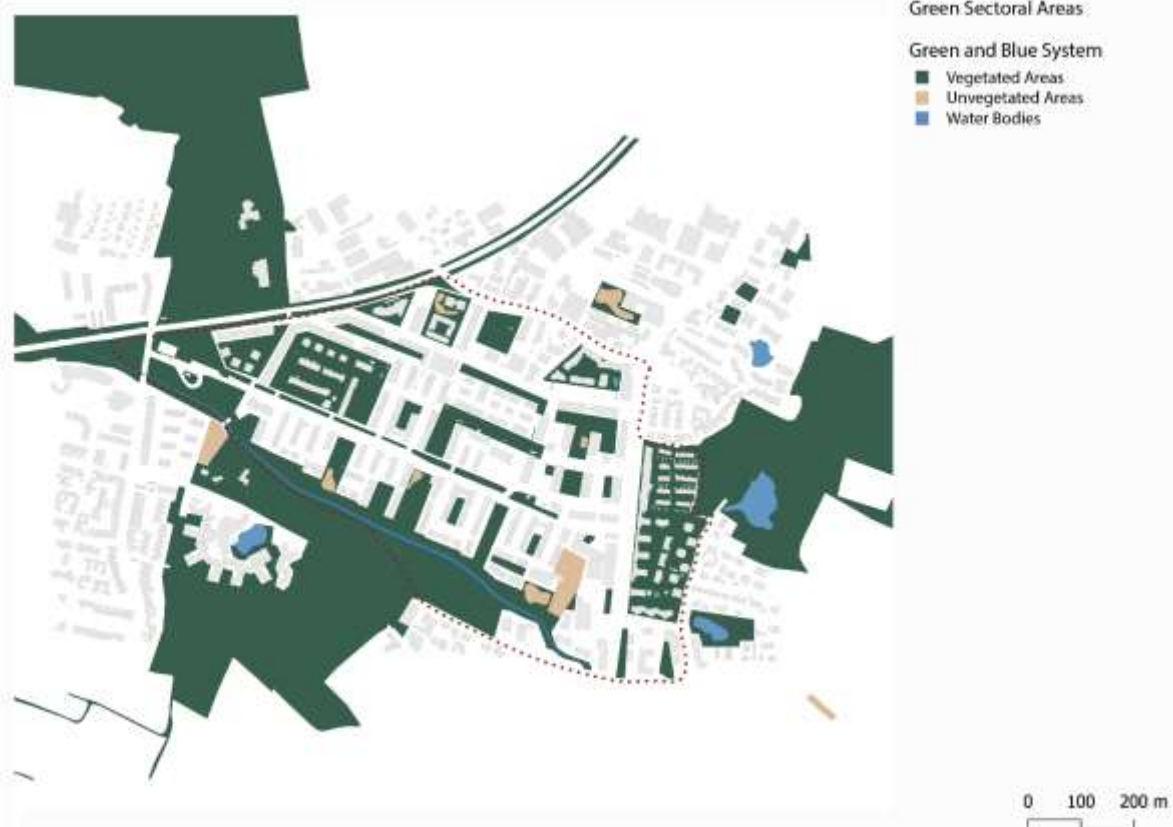 Green Sectoral Areas
Green and Blue System
Vegetated Areas
Unvegetated Areas
Water Bodies
0 100 200 m